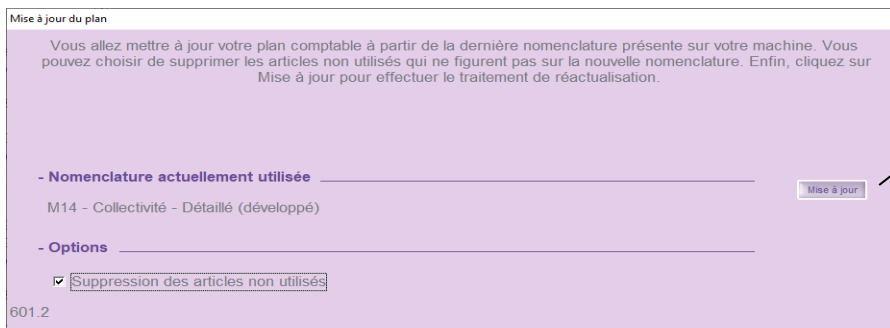 Mise à jour du plan
Vous allez mettre à jour votre plan comptable à partir de la dernière nomenclature présente sur votre machine. Vous
pouvez choisir de supprimer les articles non utilisés qui ne figurent pas sur la nouvelle nomenclature. Enfin, cliquez sur
Mise à jour pour effectuer le traitement de réactualisation.
- Nomenclature actuellement utilisée
Mise à jour
M14 - Collectivité - Détaillé (développé)
- Options
Suppression des articles non utilisés
601.2